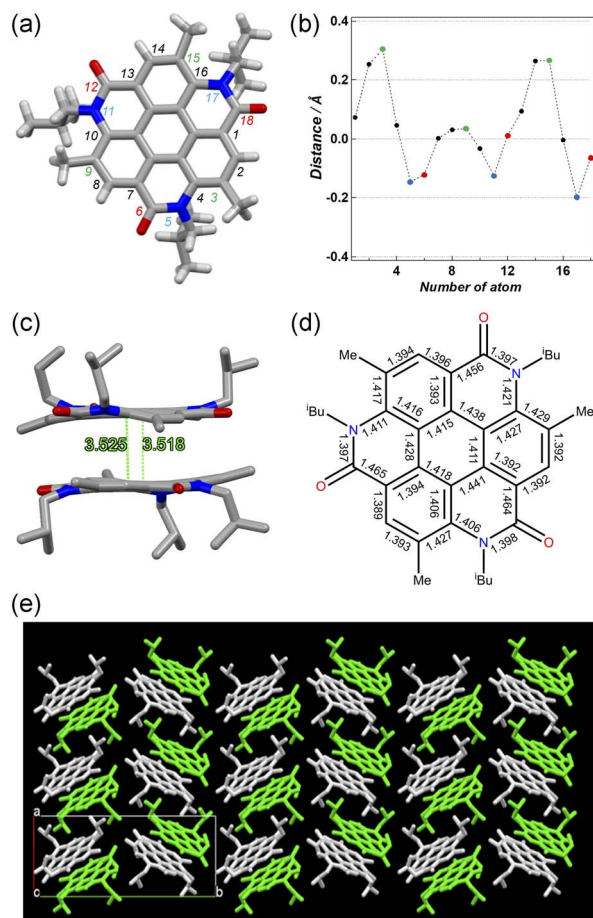 (a)
14
15
13
16
12
17
11
18
10
1
9
2
8
7
4
3
6
5
(b)
0.4
0.2
0.0
-0.2
-0.4
Distance / Å
4
8
12
16
Number of atom
(c)
3.525
3.518
(d)
O
1.394
1.396
1.397
iBu
Me
1.456
N
1.417
1.393
1.421
iBu
1.416
1.438
1.429
Me
N
1.411
1.415
1.427
1.397
1.428
1.411
1.392
1.465
1.418
1.392
O
1.394
1.441
1.392
1.389
1.406
1.464
1.406
O
1.393
1.427
N
1.398
Me
iBu
(e)
a
c
b